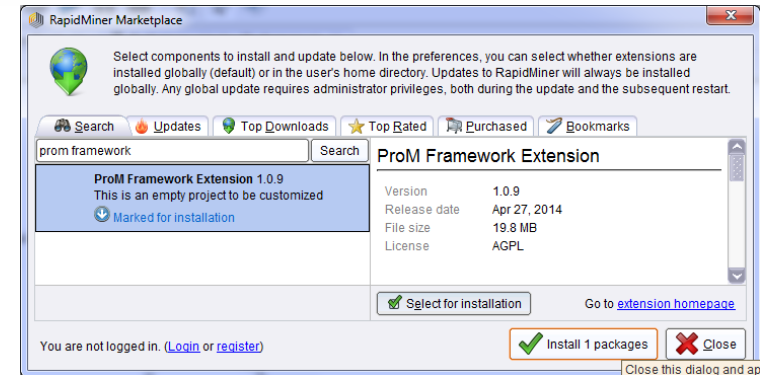 RapidMiner Marketplace
Select components to install and update below. In the preferences, you can select whether extensions are
installed globally (default) or in the user's home directory. Updates to RapidMiner will always be installed
globally. Any global update requires administrator privileges, both during the update and the subsequent restart.
Search Updates Top Downloads Top Rated Purchased Bookmarks
prom framework Search
ProM Framework Extension 1.0.9
This is an empty project to be customized
Marked for installation
ProM Framework Extension
Version 1.0.9
Release date Apr 27, 2014
File size 19.8 MB
License AGPL
Select for installation Go to extension homepage
You are not logged in. (Login or register) Install 1 packages Close
Close this dialog and ap